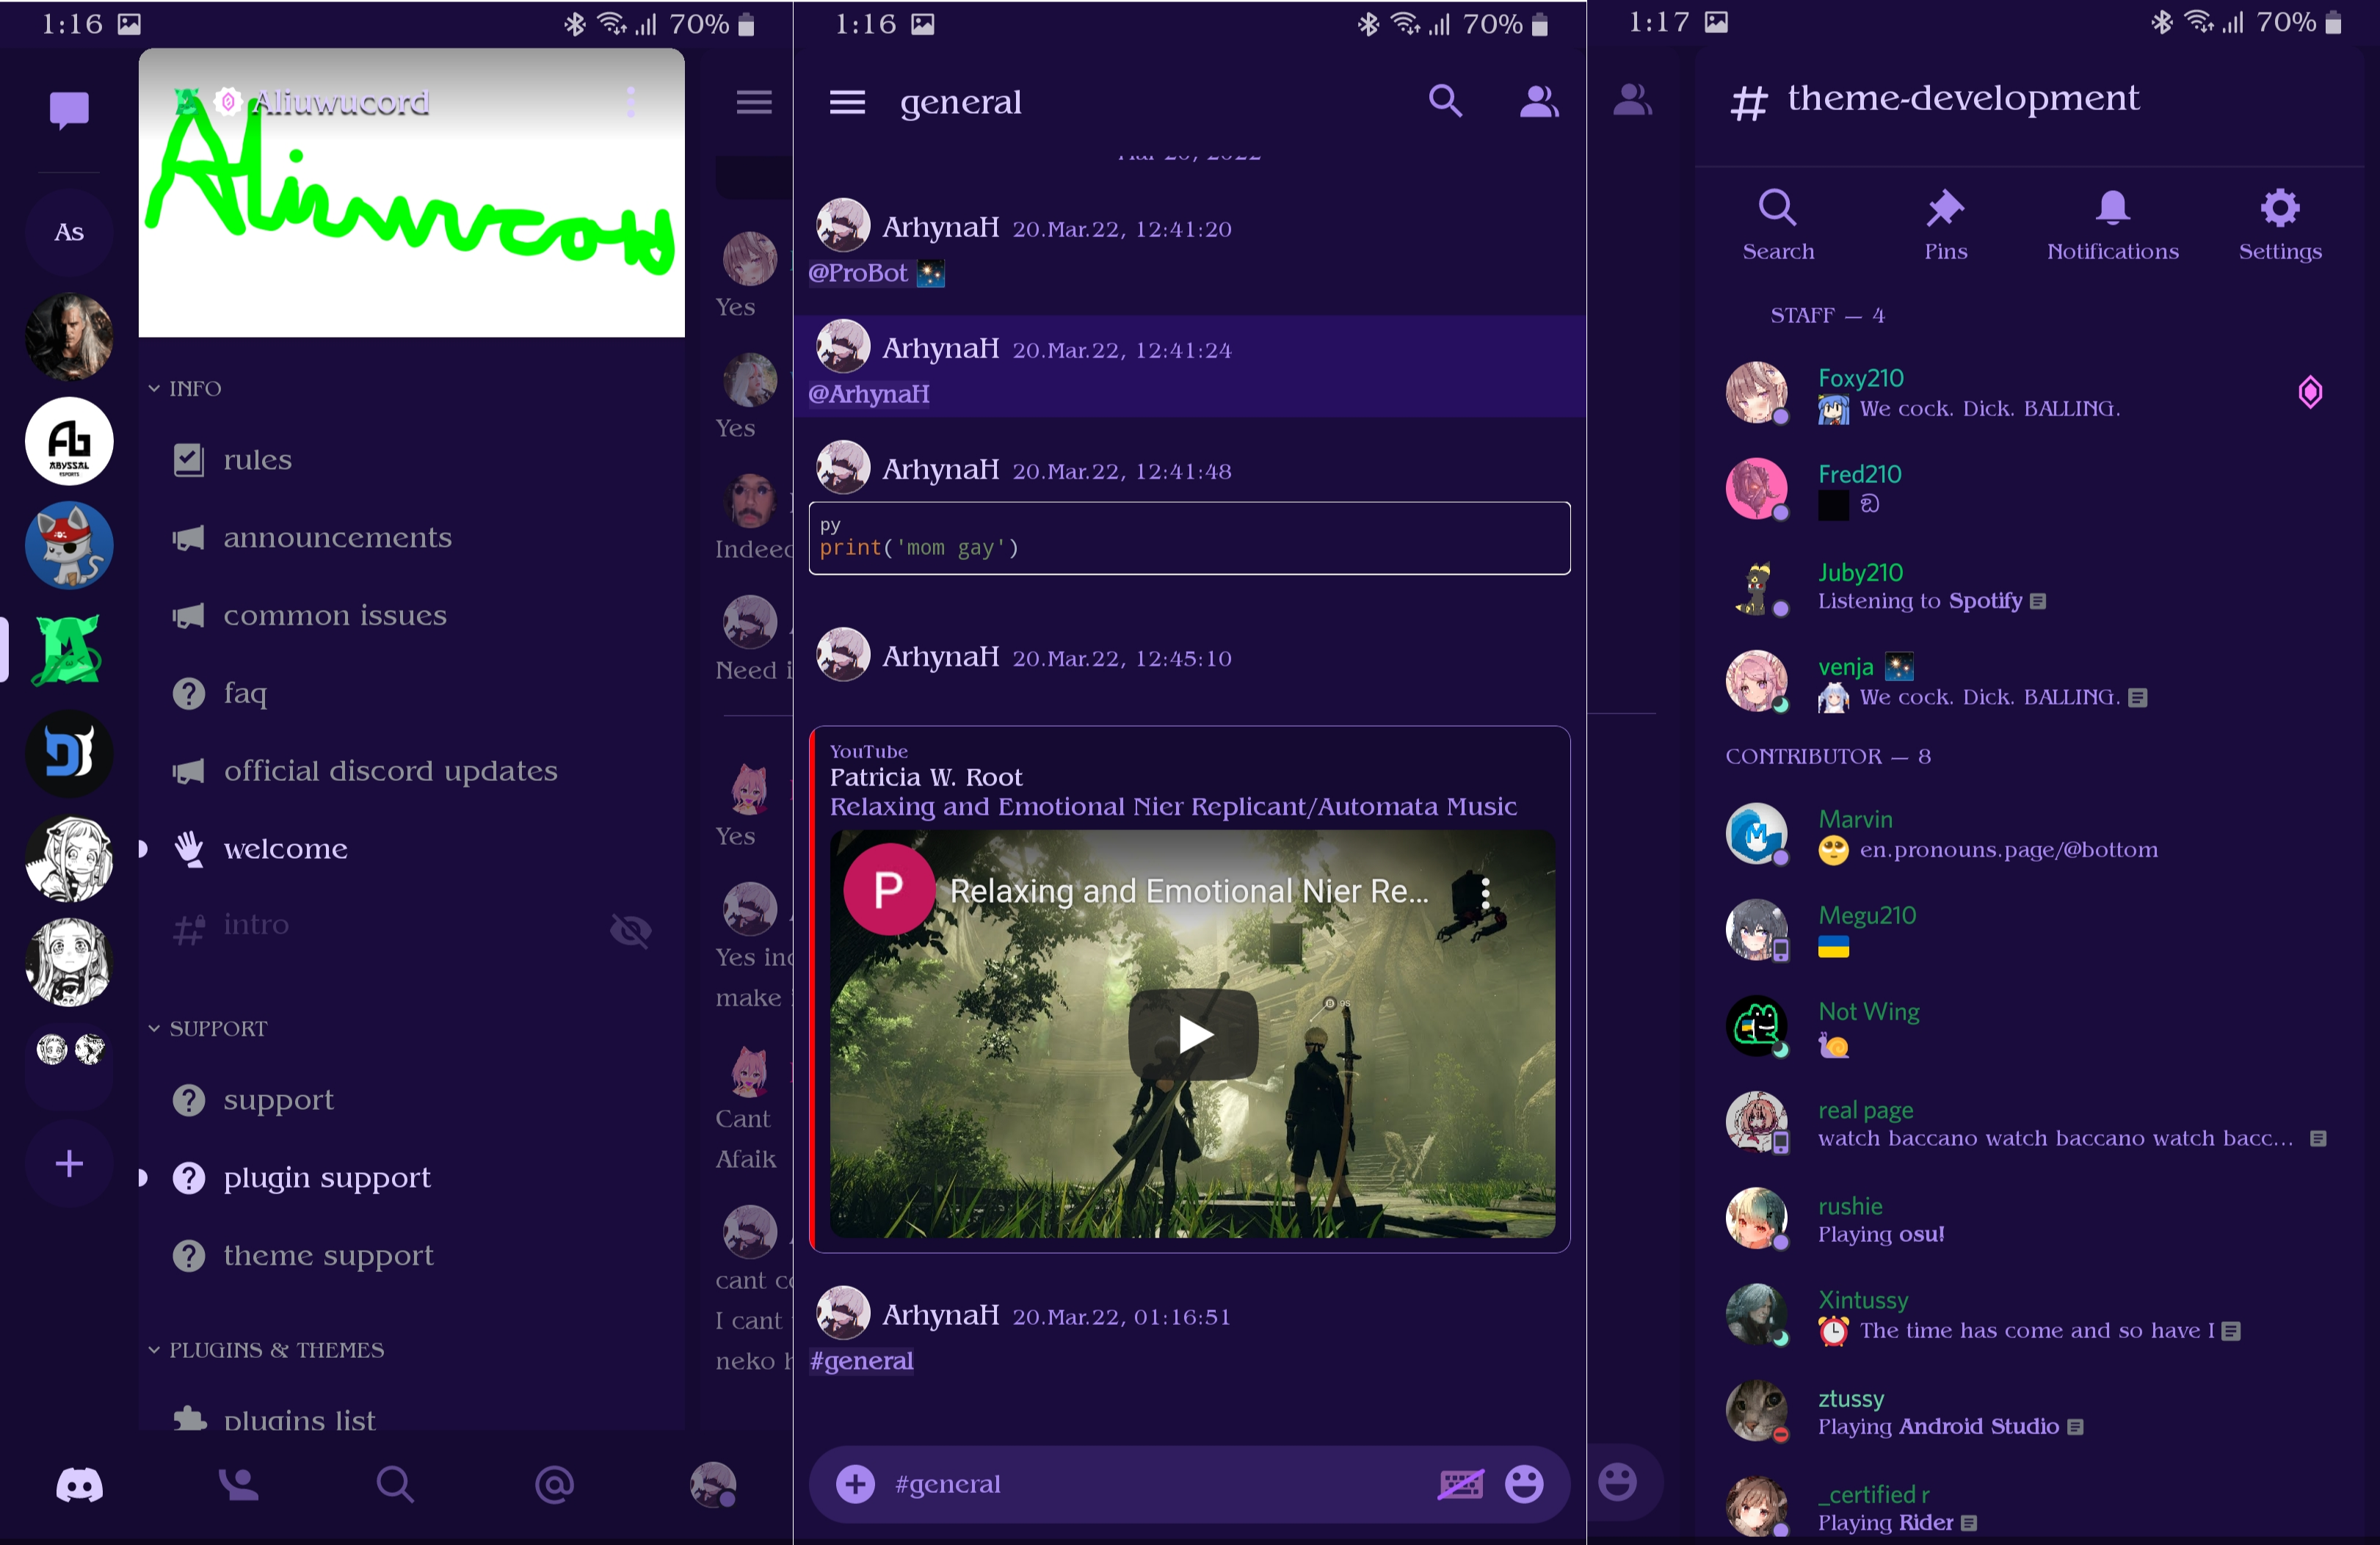 1:16
70%
Aliuwucord
Aliuwucord
As
Ab
ABYSSAL
ESPORTS
INFO
rules
announcements
common issues
faq
official discord updates
welcome
intro
SUPPORT
support
plugin support
theme support
PLUGINS & THEMES
plugins list
Yes
Yes
Indeed
Need i
Yes
Yes
make
Cant
Afaik
cant
I cant
neko
1:16
70%
general
Mar 20, 2022
ArhynaH 20.Mar.22, 12:41:20
@ProBot
ArhynaH 20.Mar.22, 12:41:24
@ArhynaH
ArhynaH 20.Mar.22, 12:41:48
py
print('mom gay')
ArhynaH 20.Mar.22, 12:45:10
YouTube
Patricia W. Root
Relaxing and Emotional Nier Replicant/Automata Music
P Relaxing and Emotional Nier Re...
9S
ArhynaH 20.Mar.22, 01:16:51
#general
#general
1:17
70%
# theme-development
Search Pins Notifications Settings
STAFF — 4
Foxy210
We cock. Dick. BALLING.
Fred210
Juby210
Listening to Spotify
venja
We cock. Dick. BALLING.
CONTRIBUTOR — 8
Marvin
en.pronouns.page/@bottom
Megu210
Not Wing
real page
watch baccano watch baccano watch bacc...
rushie
Playing osu!
Xintussy
The time has come and so have I
ztussy
Playing Android Studio
_certified r
Playing Rider